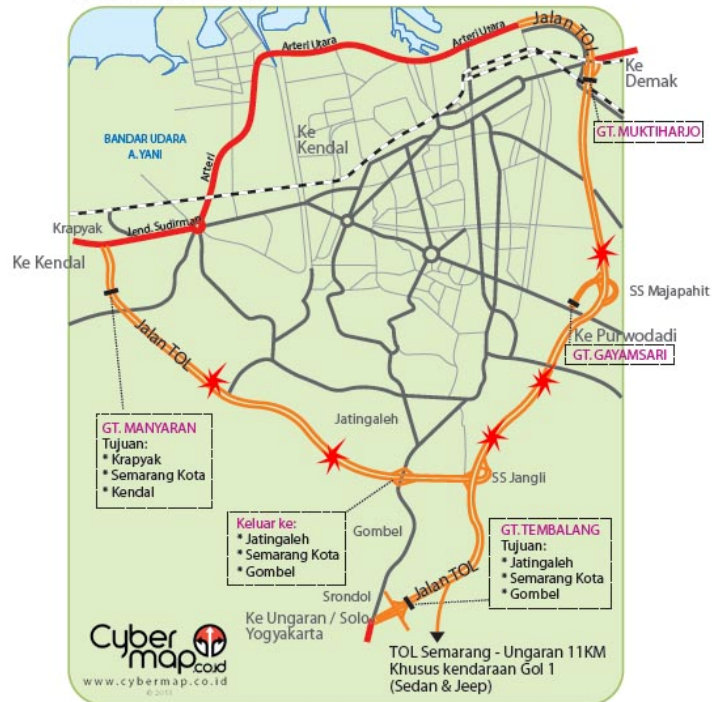 Jalan TOL
Arteri Utara
Arteri Utara
Ke
Demak
GT. MUKTIHARJO
BANDAR UDARA
A. YANI
Ke
Kendal
Arteri
Krapyak
Jend. Sudirman
Ke Kendal
SS Majapahit
Ke Purwodadi
GT. GAYAMSARI
Jalan TOL
GT. MANYARAN
Tujuan:
* Krapyak
* Semarang Kota
* Kendal
Jatingaleh
SS Jangli
Keluar ke:
* Jatingaleh
* Semarang Kota
* Gombel
Gombel
GT. TEMBALANG
Tujuan:
* Jatingaleh
* Semarang Kota
* Gombel
Srondol
Jalan TOL
Ke Ungaran / Solo
Yogyakarta
TOL Semarang - Ungaran 11KM
Khusus kendaraan Gol 1
(Sedan & Jeep)
Cyber
map.co.id
www.cybermap.co.id